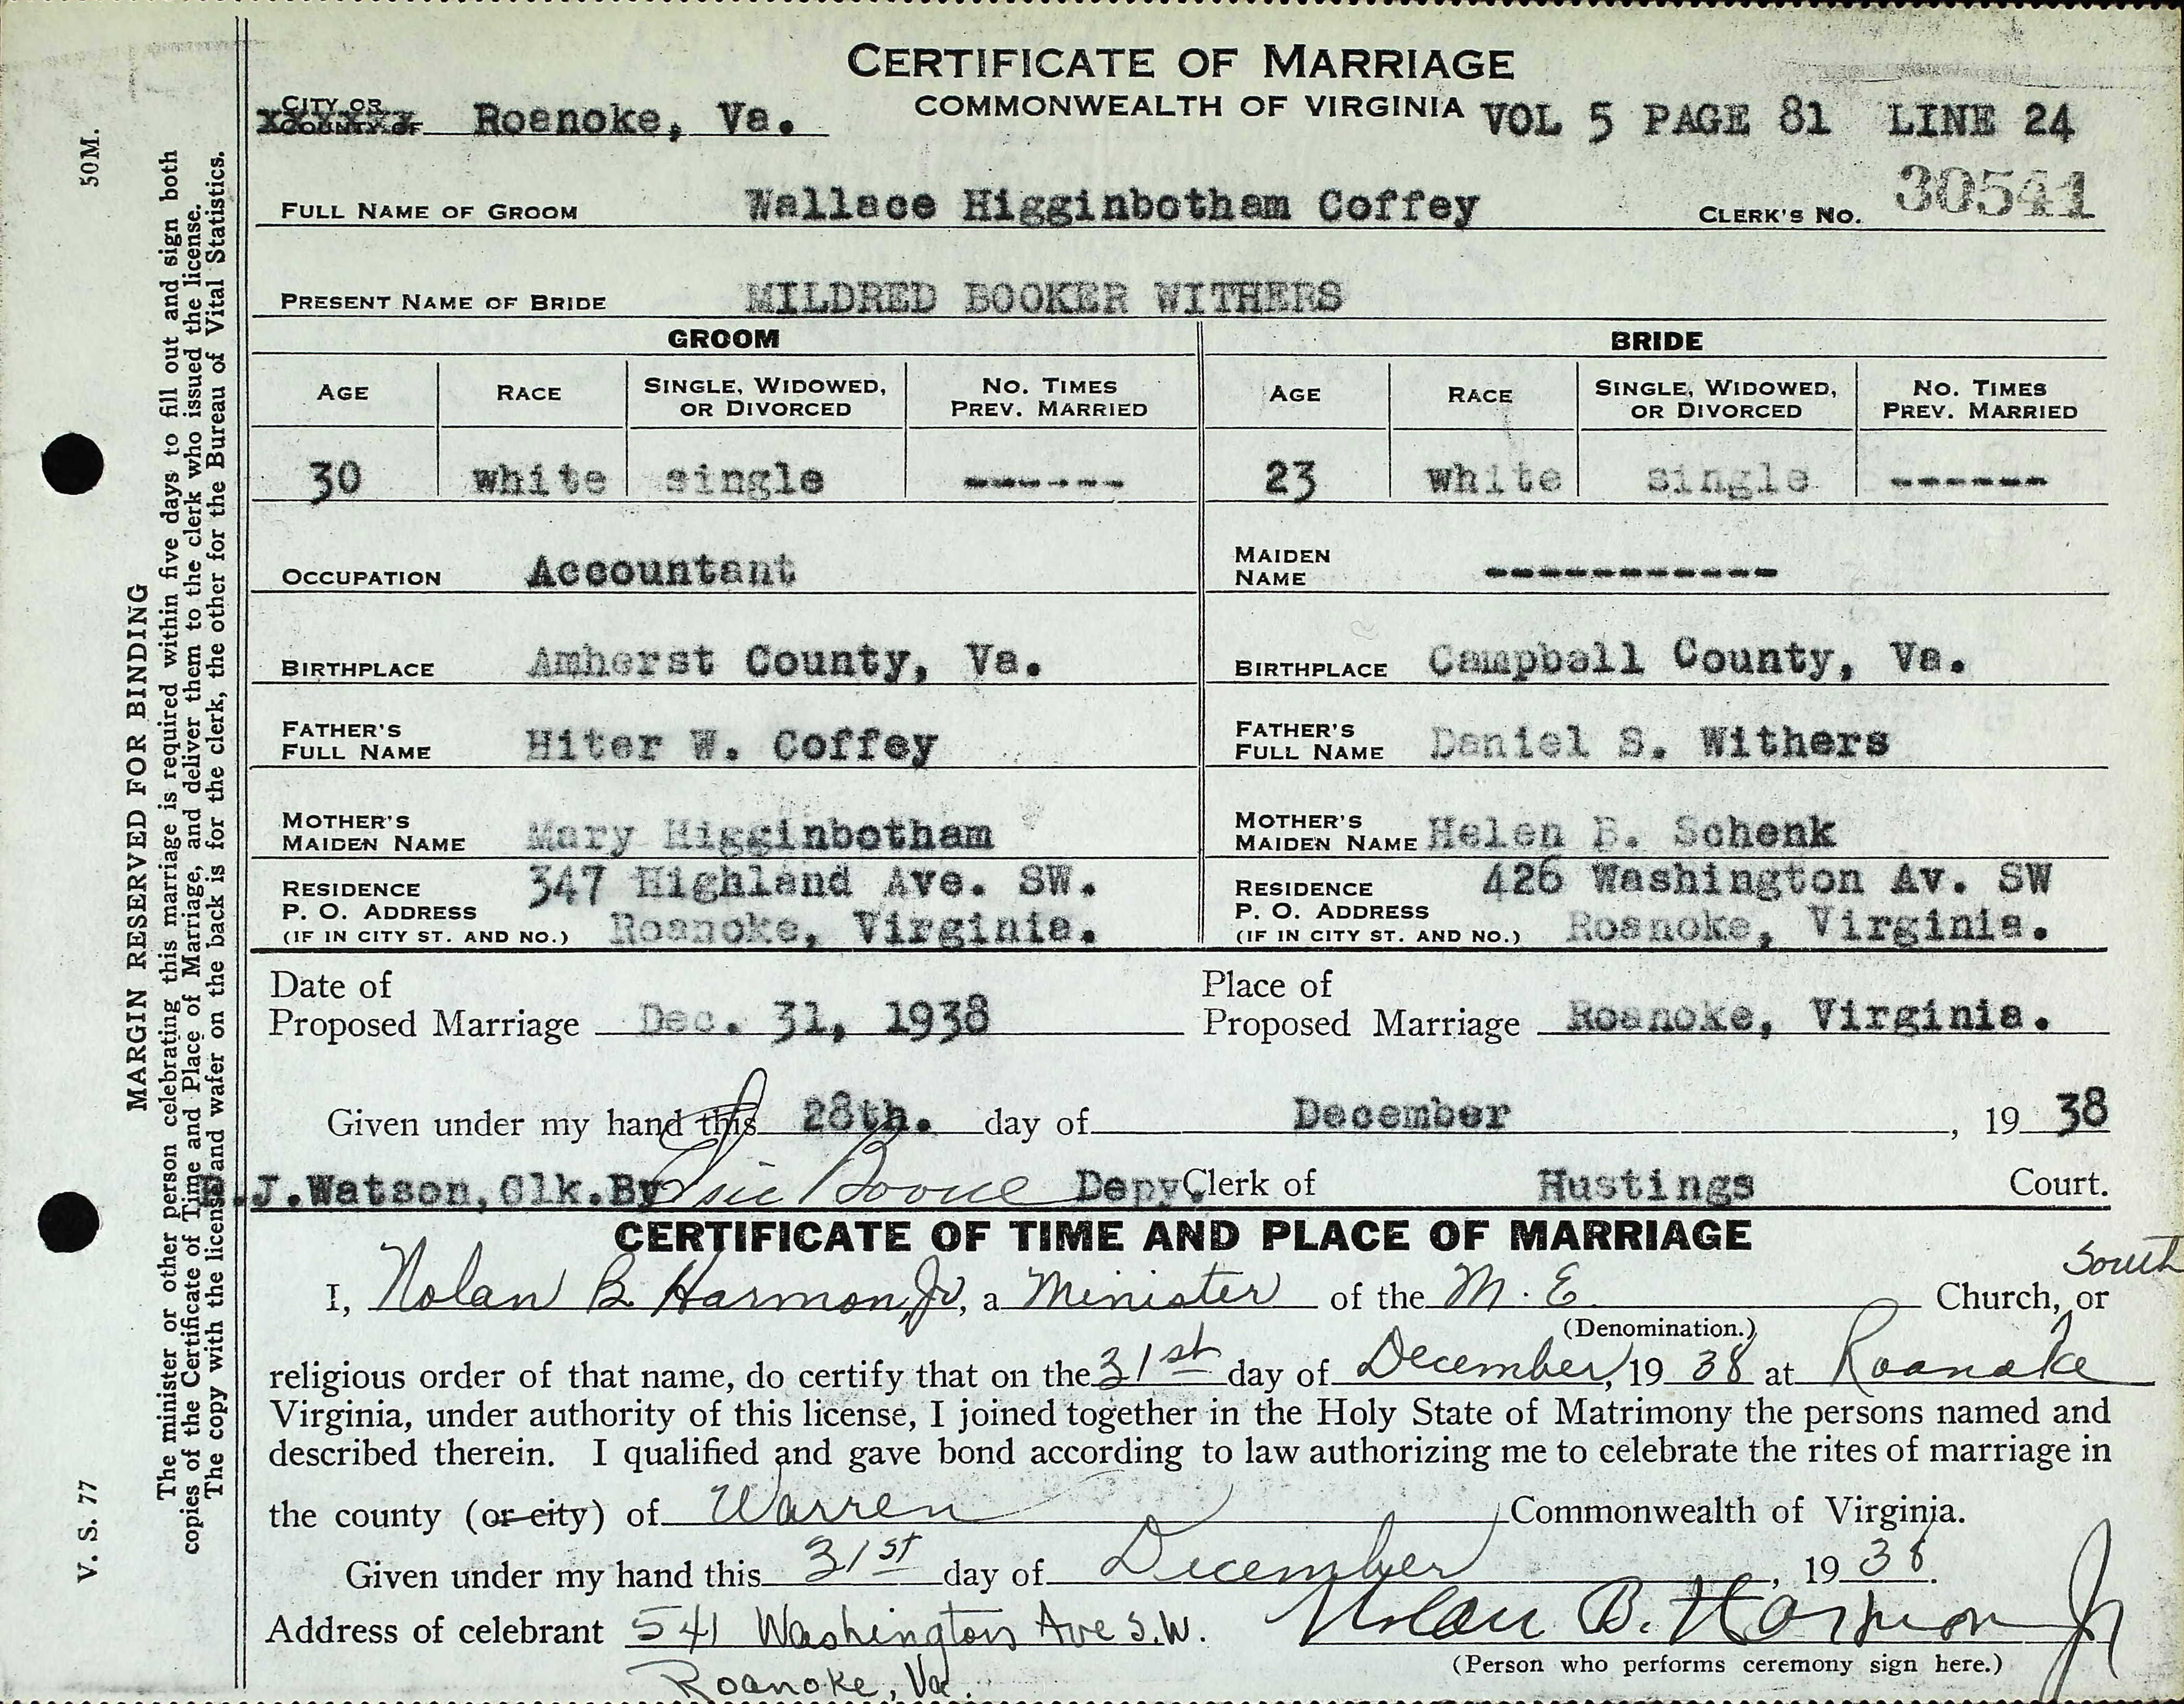 CERTIFICATE OF MARRIAGE
CITY OR
COUNTY OF Roanoke, Va. COMMONWEALTH OF VIRGINIA VOL 5 PAGE 81 LINE 24
FULL NAME OF GROOM Wallace Higginbotham Coffey CLERK'S NO. 30541
PRESENT NAME OF BRIDE MILDRED BOOKER WITHERS
GROOM BRIDE
AGE RACE SINGLE, WIDOWED, OR DIVORCED NO. TIMES PREV. MARRIED AGE RACE SINGLE, WIDOWED, OR DIVORCED NO. TIMES PREV. MARRIED
30 white single ------- 23 white single ------
OCCUPATION Accountant MAIDEN NAME ------------
BIRTHPLACE Amherst County, Va. BIRTHPLACE Campbell County, Va.
FATHER'S FULL NAME Hiter W. Coffey FATHER'S FULL NAME Daniel S. Withers
MOTHER'S MAIDEN NAME Mary Higginbotham MOTHER'S MAIDEN NAME Helen B. Schenk
RESIDENCE P. O. ADDRESS (IF IN CITY ST. AND NO.) 347 Highland Ave. SW. Roanoke, Virginia. RESIDENCE P. O. ADDRESS (IF IN CITY ST. AND NO.) 426 Washington Av. SW Roanoke, Virginia.
Date of Proposed Marriage Dec. 31, 1938 Place of Proposed Marriage Roanoke, Virginia.
Given under my hand this 28th. day of December, 19 38
.J.Watson,Clk.By Elsie Boone Depy.Clerk of Hustings Court.
CERTIFICATE OF TIME AND PLACE OF MARRIAGE
I, Nolan B. Harmon, Jr, a Minister of the M. E. South Church, or
(Denomination.)
religious order of that name, do certify that on the 31st day of December, 19 38 at Roanoke
Virginia, under authority of this license, I joined together in the Holy State of Matrimony the persons named and
described therein. I qualified and gave bond according to law authorizing me to celebrate the rites of marriage in
the county (or city) of Warren Commonwealth of Virginia.
Given under my hand this 31st day of December, 19 38.
Address of celebrant 541 Washington Ave S.W. Nolan B. Harmon Jr
Roanoke, Va. (Person who performs ceremony sign here.)
50M.
MARGIN RESERVED FOR BINDING
V. S. 77
The minister or other person celebrating this marriage is required within five days to fill out and sign both
copies of the Certificate of Time and Place of Marriage, and deliver them to the clerk who issued the license.
The copy with the license and wafer on the back is for the clerk, the other for the Bureau of Vital Statistics.